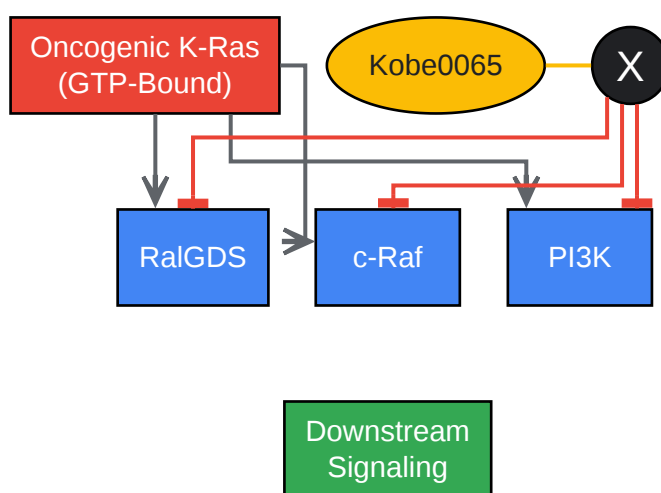 Oncogenic K-Ras
(GTP-Bound)
Kobe0065
X
RalGDS
c-Raf
PI3K
Downstream
Signaling